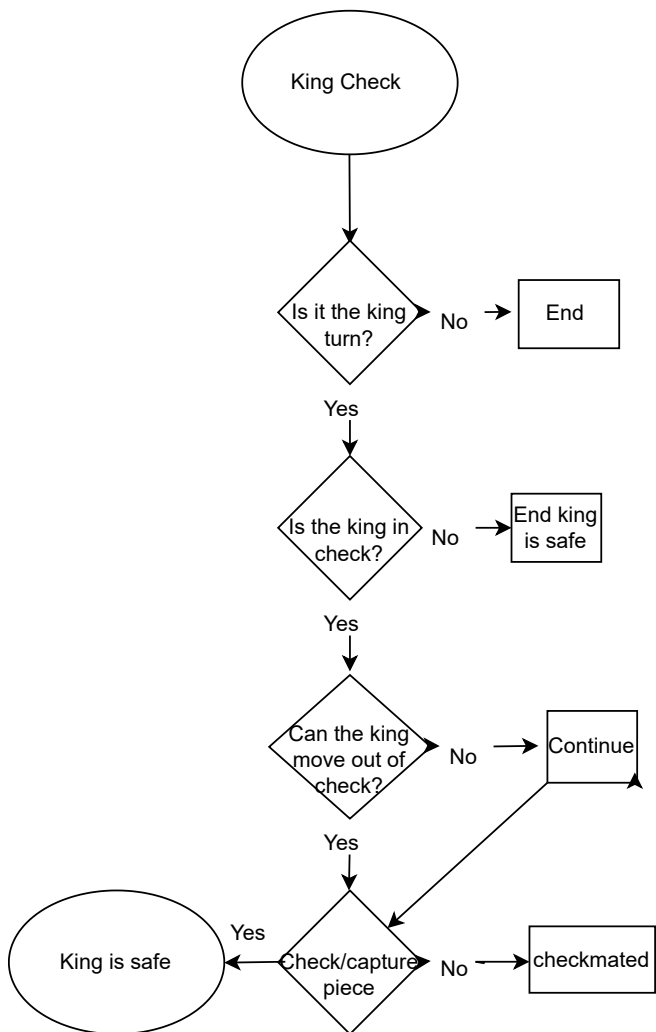 King Check
Is it the king
turn?
No
End
Yes
Is the king in
check?
No
End king
is safe
Yes
Can the king
move out of
check?
No
Continue
Yes
King is safe
Yes
Check/capture
piece
No
checkmated